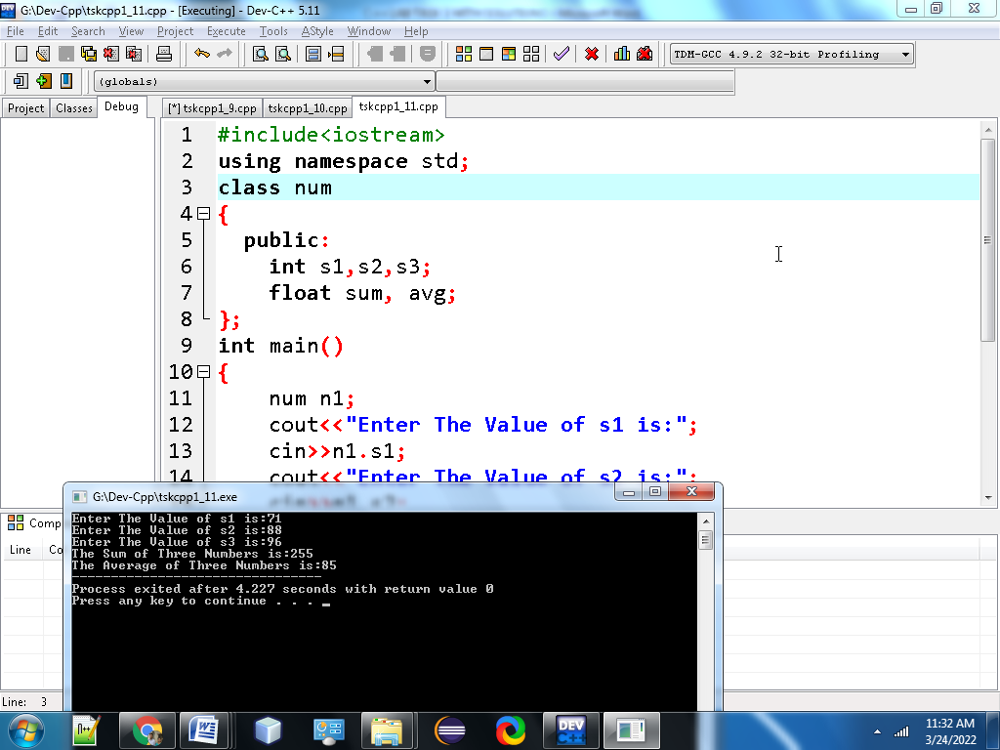 G:\Dev-Cpp\tskcpp1_11.cpp - [Executing] - Dev-C++ 5.11
File Edit Search View Project Execute Tools AStyle Window Help
TDM-GCC 4.9.2 32-bit Profiling
(globals)
Project Classes Debug
[*] tskcpp1_9.cpp tskcpp1_10.cpp tskcpp1_11.cpp
1 #include<iostream>
2 using namespace std;
3 class num
4 {
5 public:
6 int s1,s2,s3;
7 float sum, avg;
8 };
9 int main()
10 {
11 num n1;
12 cout<<"Enter The Value of s1 is:";
13 cin>>n1.s1;
14 cout<<"Enter The Value of s2 is:";
G:\Dev-Cpp\tskcpp1_11.exe
Enter The Value of s1 is:71
Enter The Value of s2 is:88
Enter The Value of s3 is:96
The Sum of Three Numbers is:255
The Average of Three Numbers is:85
--------------------------------
Process exited after 4.227 seconds with return value 0
Press any key to continue . . .
Comp
Line Co
Line: 3
n++
W
DEV
C++
11:32 AM
3/24/2022